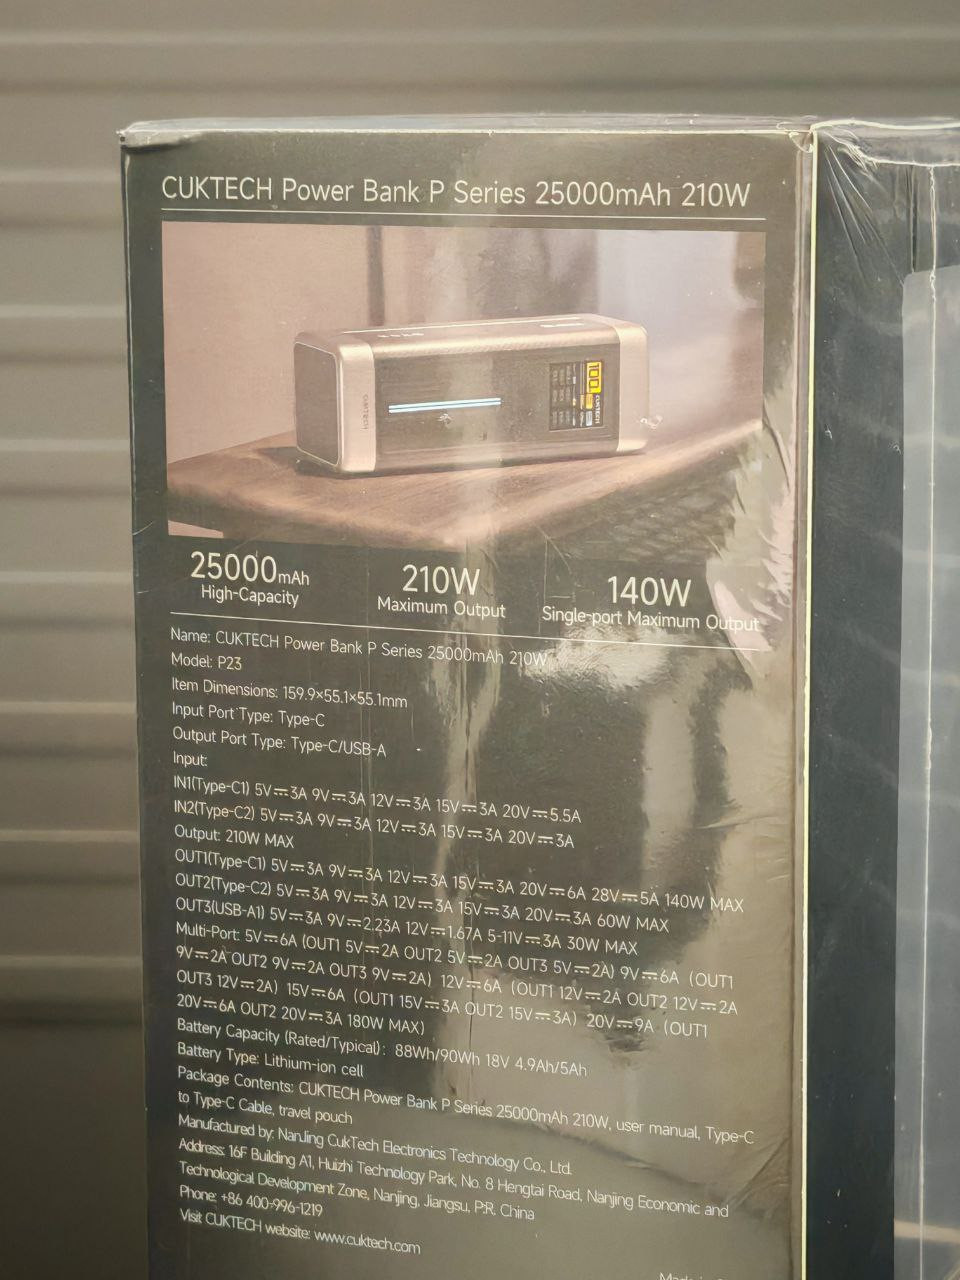 CUKTECH Power Bank P Series 25000mAh 210W
CUKTECH
100
CUKTECH
25000mAh
High-Capacity
210W
Maximum Output
140W
Single-port Maximum Output
Name: CUKTECH Power Bank P Series 25000mAh 210W
Model: P23
Item Dimensions: 159.9×55.1×55.1mm
Input Port Type: Type-C
Output Port Type: Type-C/USB-A
Input:
IN1(Type-C1) 5V⎓3A 9V⎓3A 12V⎓3A 15V⎓3A 20V⎓5.5A
IN2(Type-C2) 5V⎓3A 9V⎓3A 12V⎓3A 15V⎓3A 20V⎓3A
Output: 210W MAX
OUT1(Type-C1) 5V⎓3A 9V⎓3A 12V⎓3A 15V⎓3A 20V⎓6A 28V⎓5A 140W MAX
OUT2(Type-C2) 5V⎓3A 9V⎓3A 12V⎓3A 15V⎓3A 20V⎓3A 60W MAX
OUT3(USB-A1) 5V⎓3A 9V⎓2.23A 12V⎓1.67A 5-11V⎓3A 30W MAX
Multi-Port: 5V⎓6A (OUT1 5V⎓2A OUT2 5V⎓2A OUT3 5V⎓2A) 9V⎓6A (OUT1
9V⎓2A OUT2 9V⎓2A OUT3 9V⎓2A) 12V⎓6A (OUT1 12V⎓2A OUT2 12V⎓2A
OUT3 12V⎓2A) 15V⎓6A (OUT1 15V⎓3A OUT2 15V⎓3A) 20V⎓9A (OUT1
20V⎓6A OUT2 20V⎓3A 180W MAX)
Battery Capacity (Rated/Typical): 88Wh/90Wh 18V 4.9Ah/5Ah
Battery Type: Lithium-ion cell
Package Contents: CUKTECH Power Bank P Series 25000mAh 210W, user manual, Type-C
to Type-C Cable, travel pouch
Manufactured by: NanJing CukTech Electronics Technology Co., Ltd.
Address: 16F Building A1, Huizhi Technology Park, No. 8 Hengtai Road, Nanjing Economic and
Technological Development Zone, Nanjing, Jiangsu, P.R. China
Phone: +86 400-996-1219
Visit CUKTECH website: www.cuktech.com
Made in